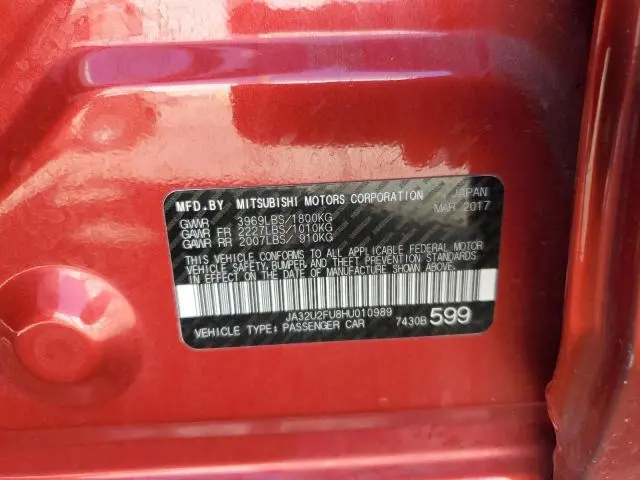 MFD.BY MITSUBISHI MOTORS CORPORATION , JAPAN
GVWR 3969LBS/1800KG MAR 2017
GAWR FR 2227LBS/1010KG
GAWR RR 2007LBS/ 910KG
THIS VEHICLE CONFORMS TO ALL APPLICABLE FEDERAL MOTOR
VEHICLE SAFETY, BUMPER, AND THEFT PREVENTION STANDARDS
IN EFFECT ON THE DATE OF MANUFACTURE SHOWN ABOVE.
JA32U2FU8HU010989
VEHICLE TYPE: PASSENGER CAR 7430B 599